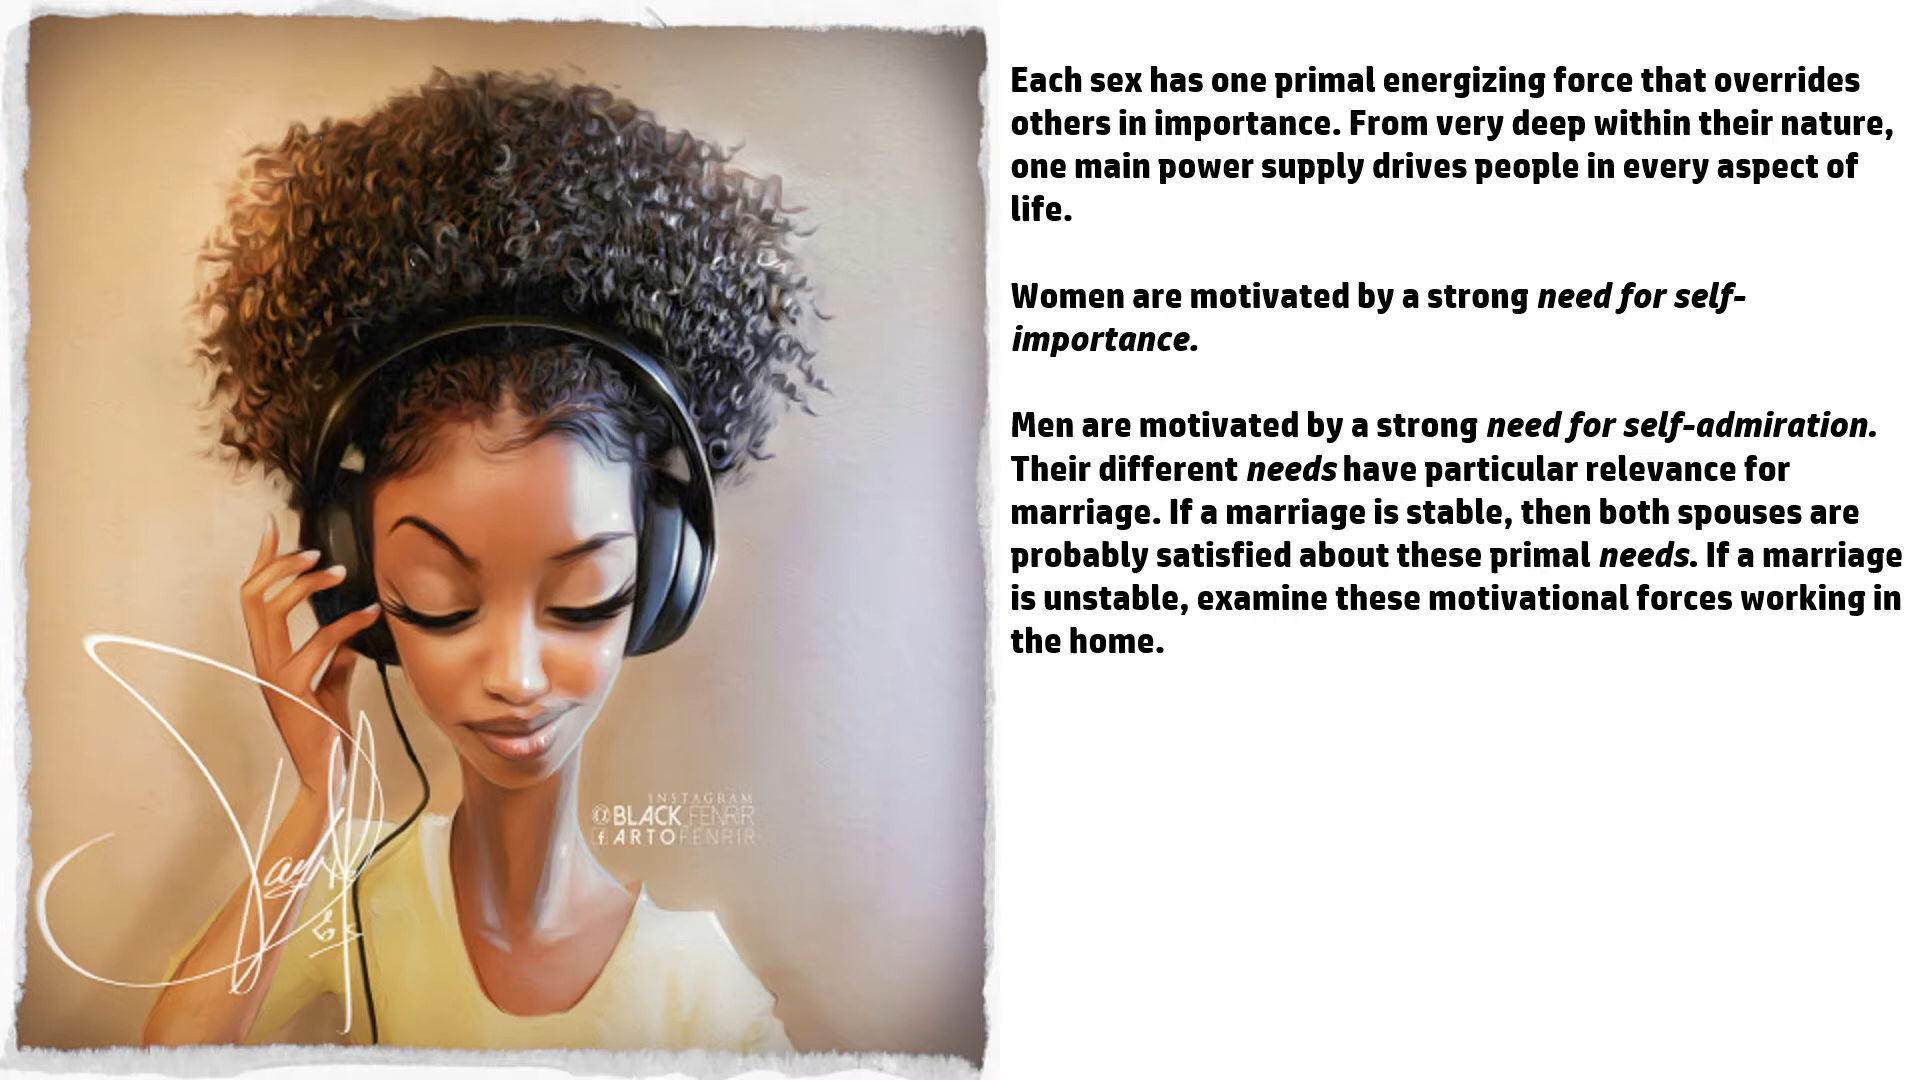 Each sex has one primal energizing force that overrides
others in importance. From very deep within their nature,
one main power supply drives people in every aspect of
life.
Women are motivated by a strong need for self-
importance.
Men are motivated by a strong need for self-admiration.
Their different needs have particular relevance for
marriage. If a marriage is stable, then both spouses are
probably satisfied about these primal needs. If a marriage
is unstable, examine these motivational forces working in
the home.
INSTAGRAM
@BLACK_FENRIR
f ARTOFENRIR